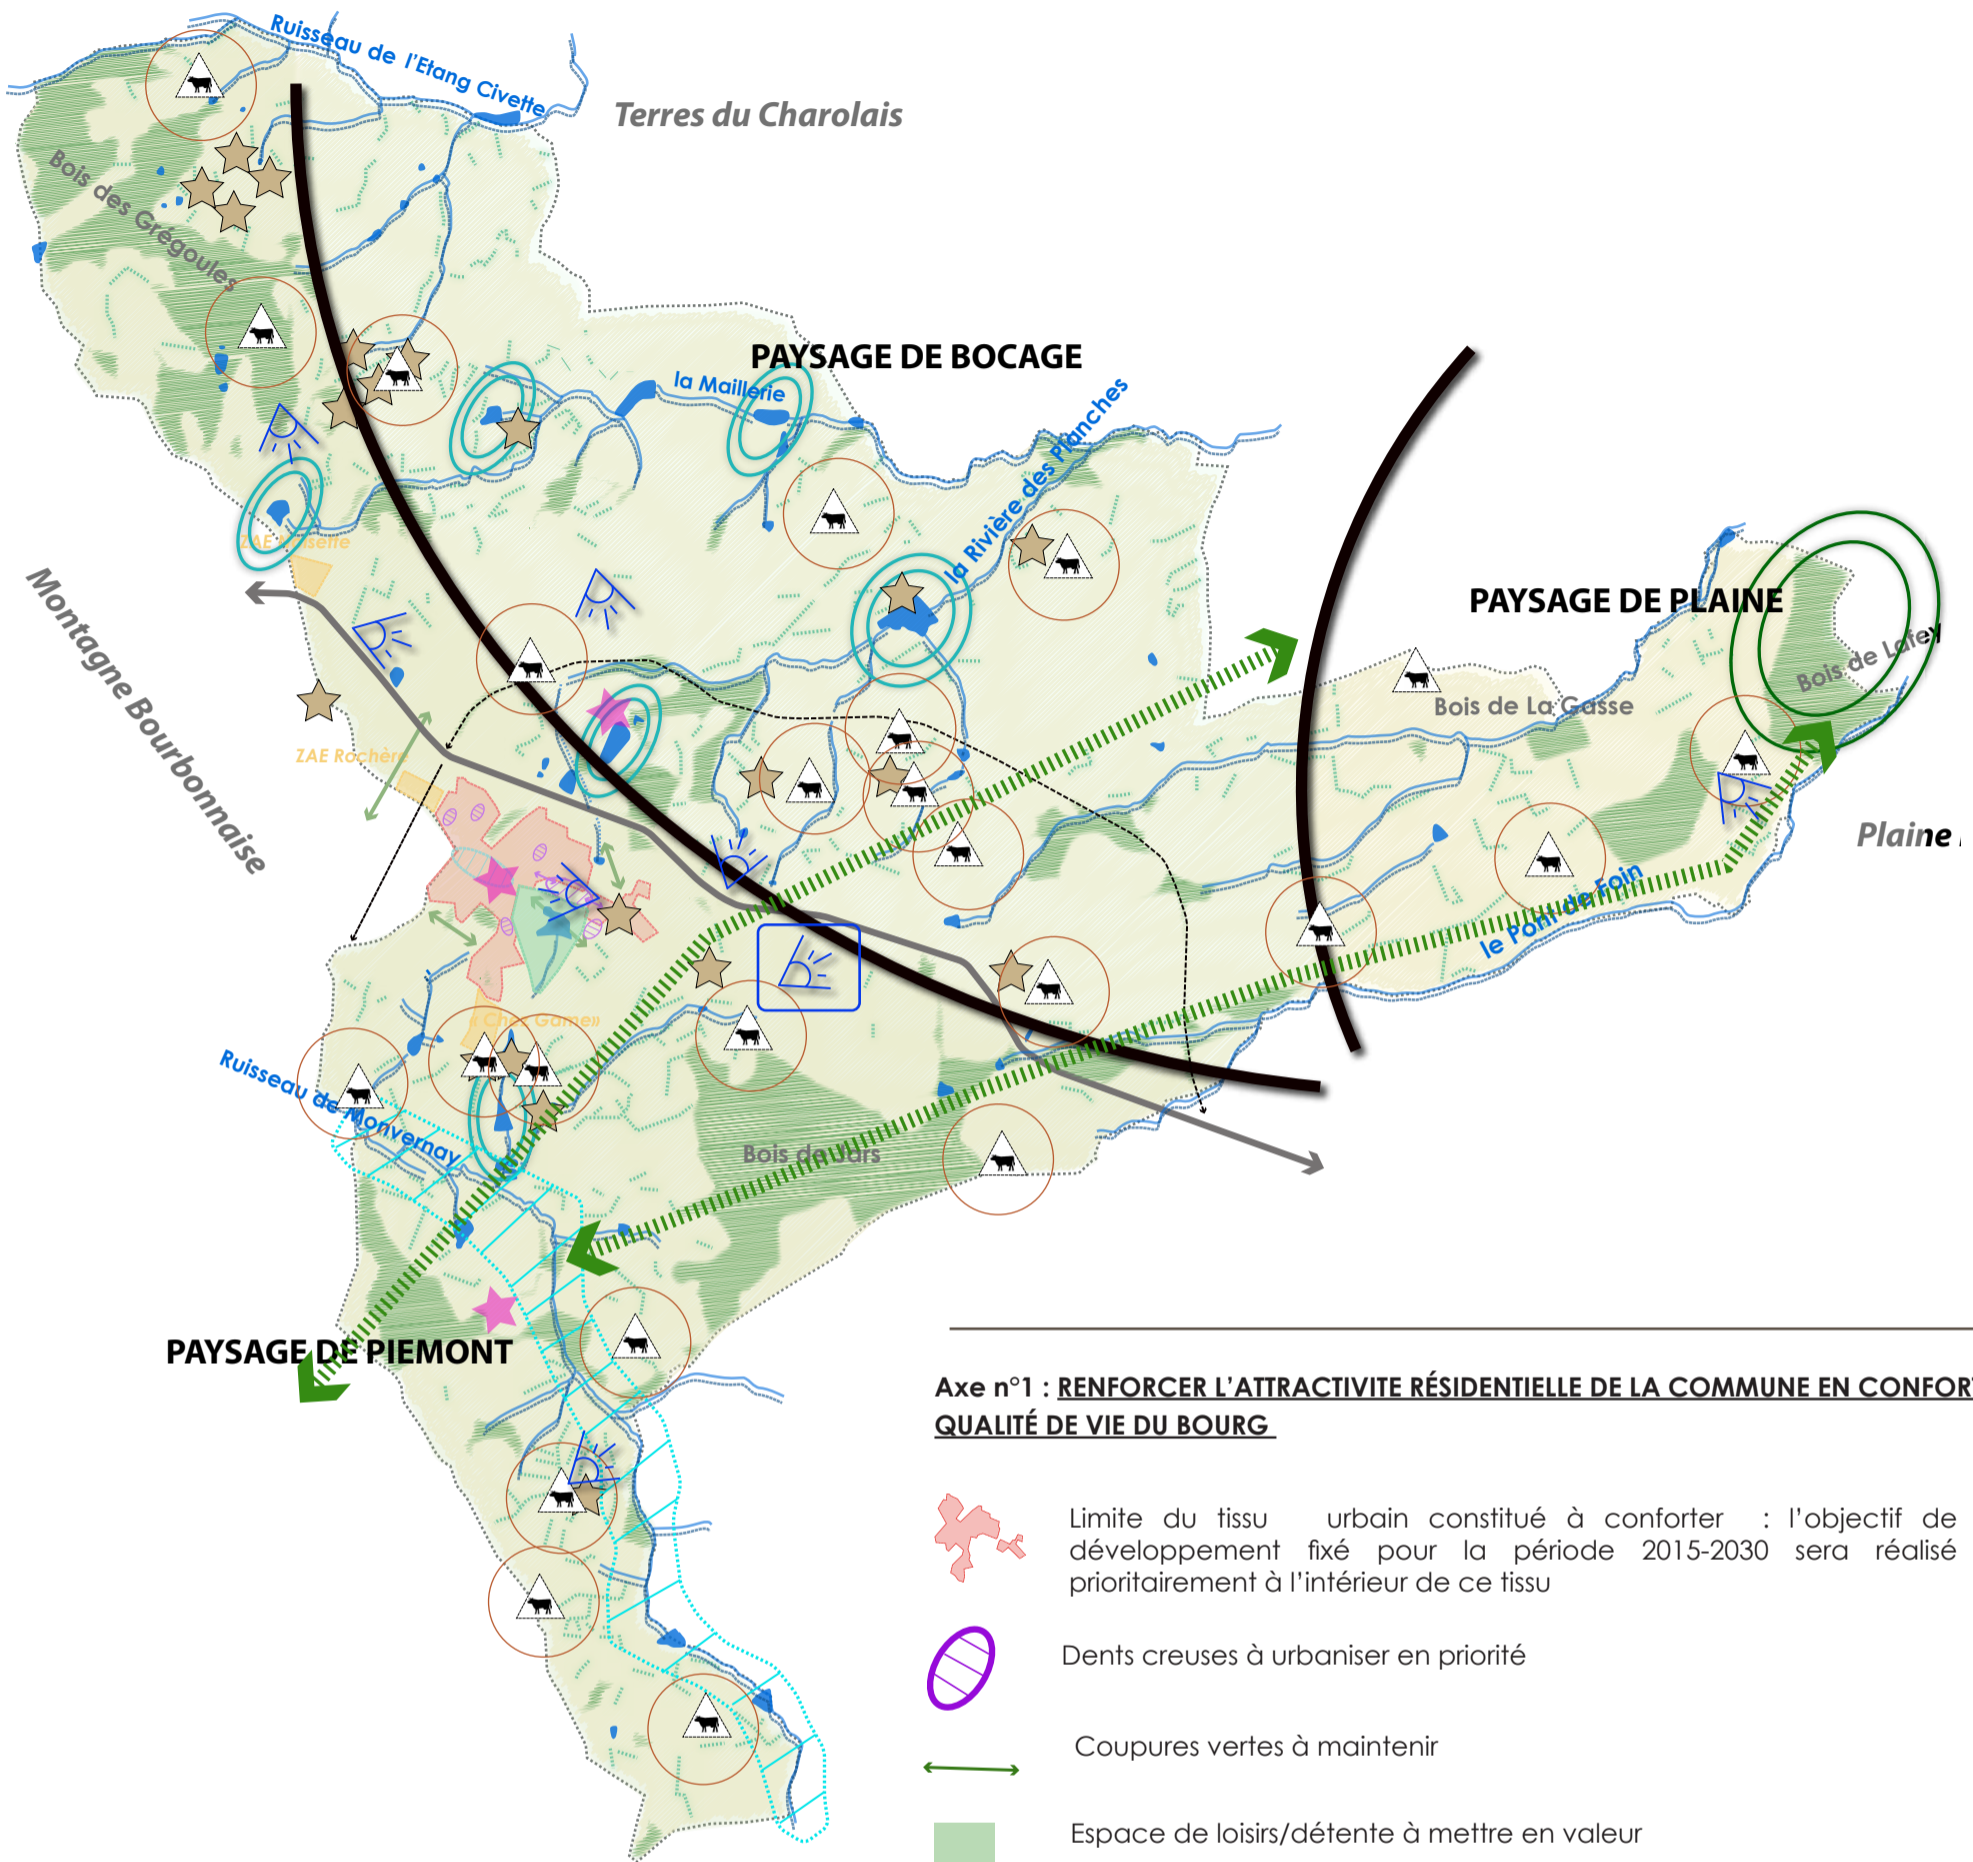 Ruisseau de l'Etang Civette
Terres du Charolais
Bois des Grégoules
PAYSAGE DE BOCAGE
la Maillerie
la Rivière des Planches
ZAE
Montagne Bourbonnaise
PAYSAGE DE PLAINE
Bois de Lafey
Bois de La Gasse
ZAE Rochère
Plaine
le Pont de Foin
«Chez Game»
Ruisseau de Monvernay
Bois de Jars
PAYSAGE DE PIEMONT
Axe n°1 : RENFORCER L'ATTRACTIVITE RÉSIDENTIELLE DE LA COMMUNE EN CONFORT
QUALITÉ DE VIE DU BOURG
Limite du tissu urbain constitué à conforter : l'objectif de
développement fixé pour la période 2015-2030 sera réalisé
prioritairement à l'intérieur de ce tissu
Dents creuses à urbaniser en priorité
Coupures vertes à maintenir
Espace de loisirs/détente à mettre en valeur